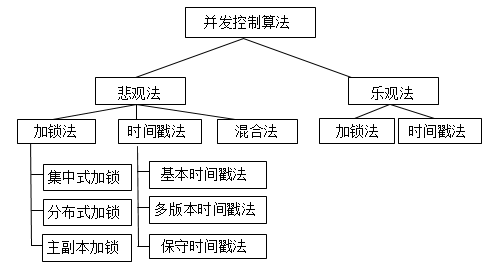 并发控制算法
悲观法
乐观法
加锁法
时间戳法
混合法
加锁法
时间戳法
集中式加锁
基本时间戳法
分布式加锁
多版本时间戳法
主副本加锁
保守时间戳法